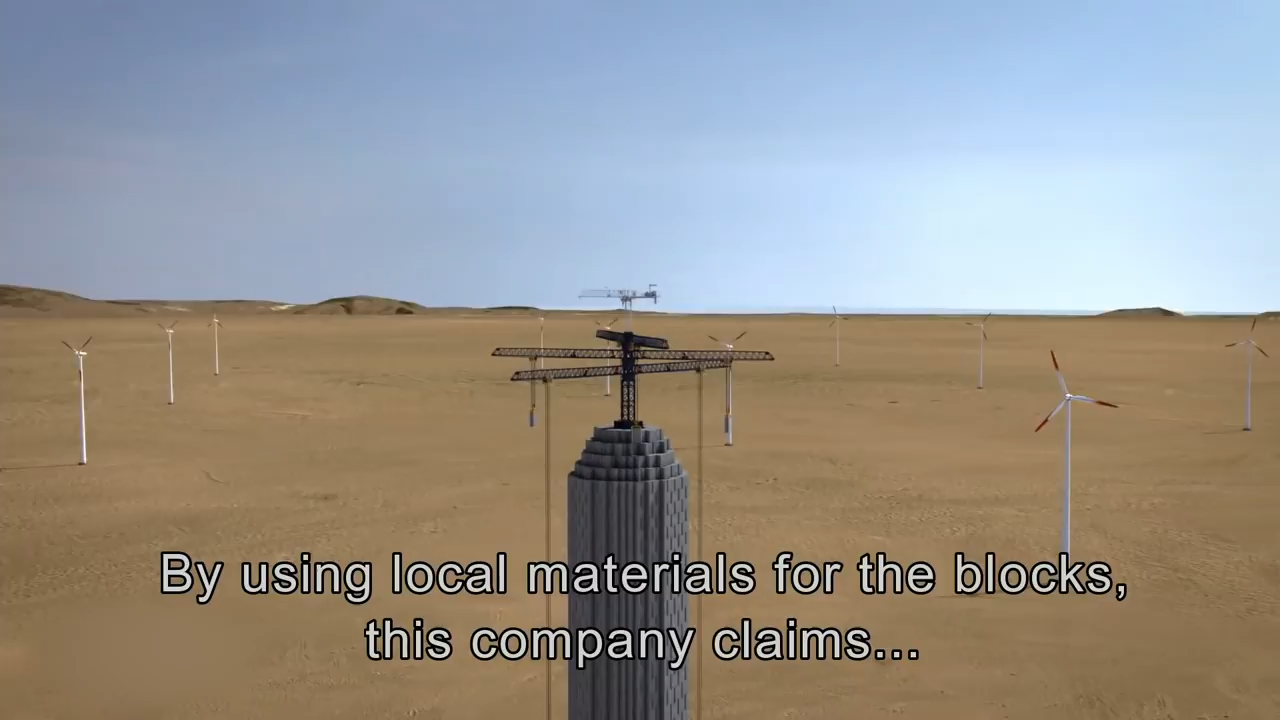 By using local materials for the blocks,
this company claims...